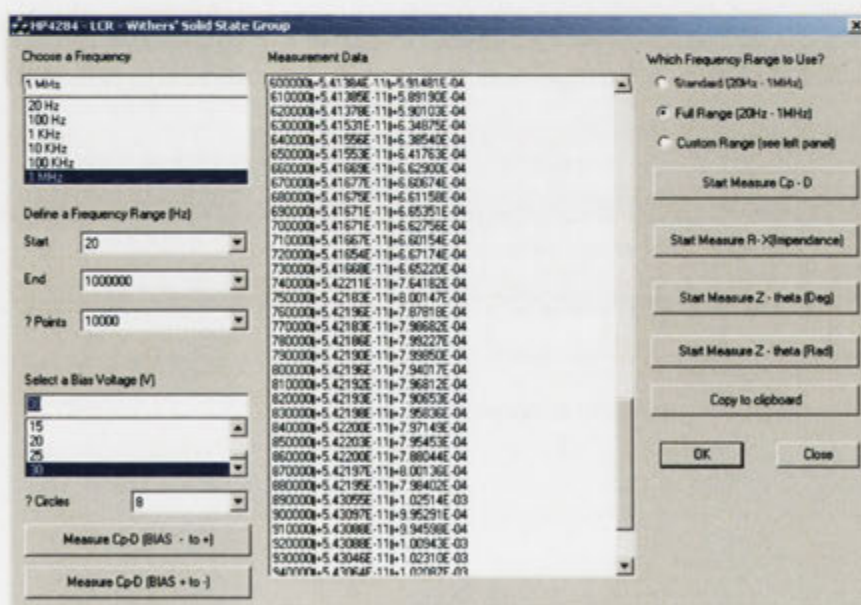 HP4284 - LCR - Withers' Solid State Group
Choose a Frequency
1 MHz
20 Hz
100 Hz
1 KHz
10 KHz
100 KHz
1 MHz
Define a Frequency Range (Hz)
Start
20
End
1000000
? Points
10000
Select a Bias Voltage (V)
30
15
20
25
30
? Circles
8
Measure Cp-D (BIAS - to +)
Measure Cp-D (BIAS + to -)
Measurement Data
600000||+5.41384E-11||+5.91481E-04
610000||+5.41385E-11||+5.89190E-04
620000||+5.41378E-11||+5.90103E-04
630000||+5.41531E-11||+6.34875E-04
640000||+5.41556E-11||+6.38540E-04
650000||+5.41553E-11||+6.41763E-04
660000||+5.41669E-11||+6.62900E-04
670000||+5.41677E-11||+6.60674E-04
680000||+5.41675E-11||+6.61158E-04
690000||+5.41671E-11||+6.65351E-04
700000||+5.41671E-11||+6.62756E-04
710000||+5.41667E-11||+6.60154E-04
720000||+5.41654E-11||+6.67174E-04
730000||+5.41668E-11||+6.65220E-04
740000||+5.42211E-11||+7.64182E-04
750000||+5.42183E-11||+8.00147E-04
760000||+5.42196E-11||+7.87818E-04
770000||+5.42183E-11||+7.98682E-04
780000||+5.42186E-11||+7.99227E-04
790000||+5.42190E-11||+7.99850E-04
800000||+5.42196E-11||+7.94017E-04
810000||+5.42192E-11||+7.96812E-04
820000||+5.42193E-11||+7.90653E-04
830000||+5.42198E-11||+7.95836E-04
840000||+5.42200E-11||+7.97149E-04
850000||+5.42203E-11||+7.95453E-04
860000||+5.42200E-11||+7.88044E-04
870000||+5.42197E-11||+8.00136E-04
880000||+5.42195E-11||+7.98402E-04
890000||+5.43055E-11||+1.02514E-03
900000||+5.43097E-11||+9.95291E-04
910000||+5.43088E-11||+9.94598E-04
920000||+5.43088E-11||+1.00943E-03
930000||+5.43046E-11||+1.02310E-03
940000||+5.43064E-11||+1.02087E-03
Which Frequency Range to Use?
Standard (20Hz - 1MHz)
Full Range (20Hz - 1MHz)
Custom Range (see left panel)
Start Measure Cp - D
Start Measure R-X(Impendance)
Start Measure Z - theta (Deg)
Start Measure Z - theta (Rad)
Copy to clipboard
OK
Close